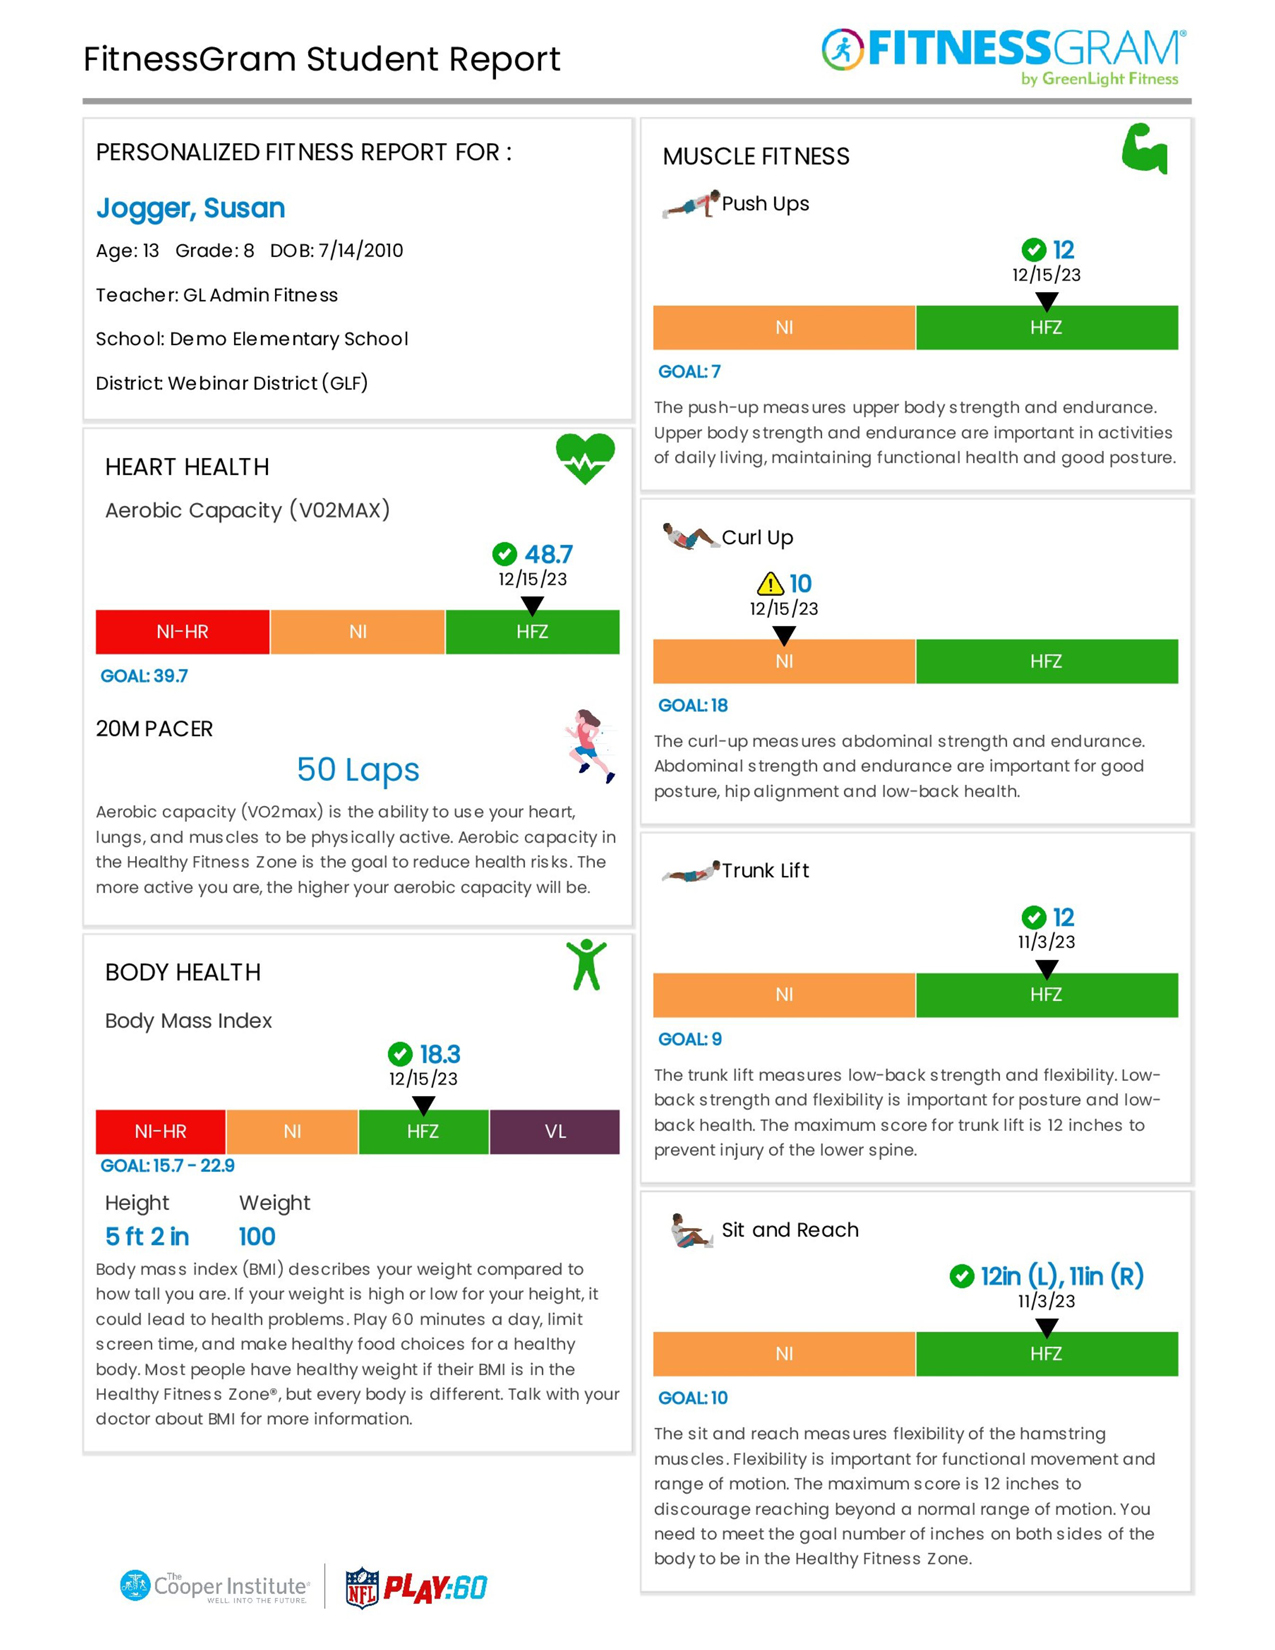 FitnessGram Student Report
FITNESSGRAM®
by GreenLight Fitness
PERSONALIZED FITNESS REPORT FOR :
Jogger, Susan
Age: 13 Grade: 8 DOB: 7/14/2010
Teacher: GL Admin Fitness
School: Demo Elementary School
District: Webinar District (GLF)
HEART HEALTH
Aerobic Capacity (V02MAX)
48.7
12/15/23
NI-HR NI HFZ
GOAL: 39.7
20M PACER
50 Laps
Aerobic capacity (VO2max) is the ability to use your heart,
lungs, and muscles to be physically active. Aerobic capacity in
the Healthy Fitness Zone is the goal to reduce health risks. The
more active you are, the higher your aerobic capacity will be.
BODY HEALTH
Body Mass Index
18.3
12/15/23
NI-HR NI HFZ VL
GOAL: 15.7 - 22.9
Height Weight
5 ft 2 in 100
Body mass index (BMI) describes your weight compared to
how tall you are. If your weight is high or low for your height, it
could lead to health problems. Play 60 minutes a day, limit
screen time, and make healthy food choices for a healthy
body. Most people have healthy weight if their BMI is in the
Healthy Fitness Zone®, but every body is different. Talk with your
doctor about BMI for more information.
MUSCLE FITNESS
Push Ups
12
12/15/23
NI HFZ
GOAL: 7
The push-up measures upper body strength and endurance.
Upper body strength and endurance are important in activities
of daily living, maintaining functional health and good posture.
Curl Up
10
12/15/23
NI HFZ
GOAL: 18
The curl-up measures abdominal strength and endurance.
Abdominal strength and endurance are important for good
posture, hip alignment and low-back health.
Trunk Lift
12
11/3/23
NI HFZ
GOAL: 9
The trunk lift measures low-back strength and flexibility. Low-
back strength and flexibility is important for posture and low-
back health. The maximum score for trunk lift is 12 inches to
prevent injury of the lower spine.
Sit and Reach
12in (L), 11in (R)
11/3/23
NI HFZ
GOAL: 10
The sit and reach measures flexibility of the hamstring
muscles. Flexibility is important for functional movement and
range of motion. The maximum score is 12 inches to
discourage reaching beyond a normal range of motion. You
need to meet the goal number of inches on both sides of the
body to be in the Healthy Fitness Zone.
The
Cooper Institute®
WELL. INTO THE FUTURE.
NFL PLAY:60